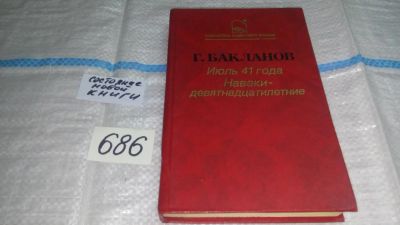 Г. БАКЛАНОВ
Июль 41 года
Навеки-
девятнадцатилетние
состояние
новой
книги
686